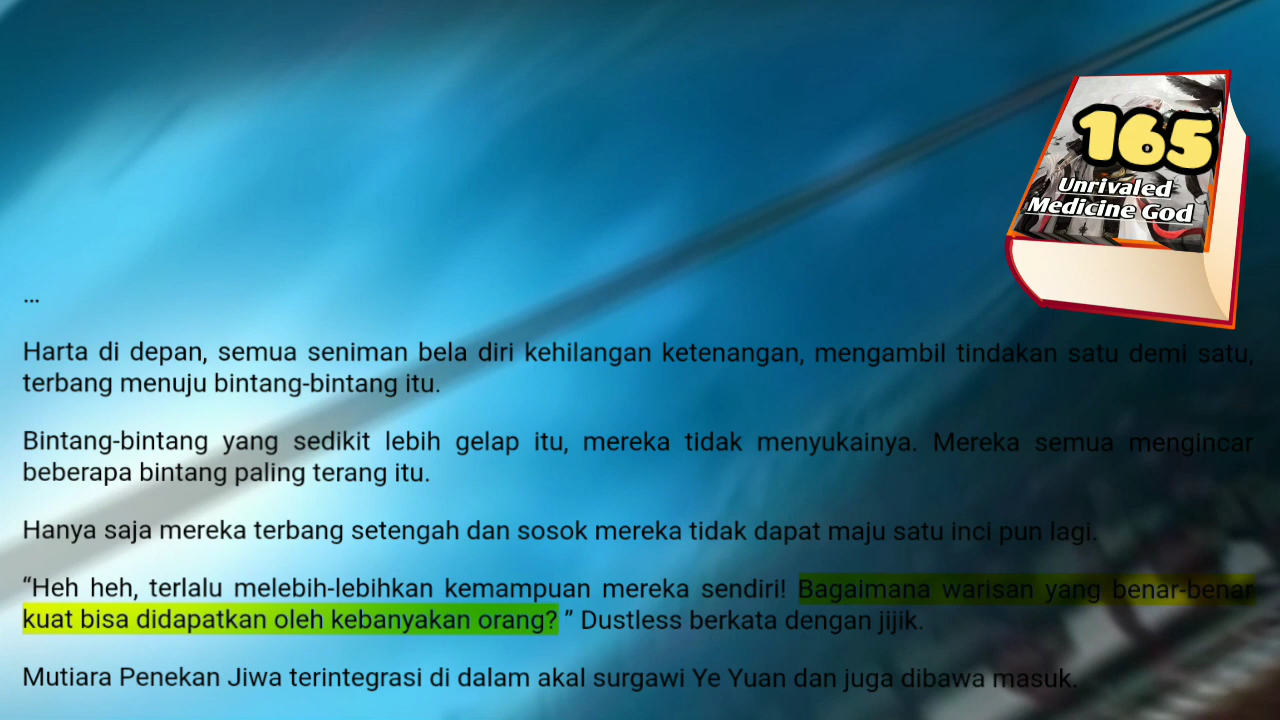 165
Unrivaled
Medicine God
...
Harta di depan, semua seniman bela diri kehilangan ketenangan, mengambil tindakan satu demi satu,
terbang menuju bintang-bintang itu.
Bintang-bintang yang sedikit lebih gelap itu, mereka tidak menyukainya. Mereka semua mengincar
beberapa bintang paling terang itu.
Hanya saja mereka terbang setengah dan sosok mereka tidak dapat maju satu inci pun lagi.
“Heh heh, terlalu melebih-lebihkan kemampuan mereka sendiri! Bagaimana warisan yang benar-benar
kuat bisa didapatkan oleh kebanyakan orang? ” Dustless berkata dengan jijik.
Mutiara Penekan Jiwa terintegrasi di dalam akal surgawi Ye Yuan dan juga dibawa masuk.